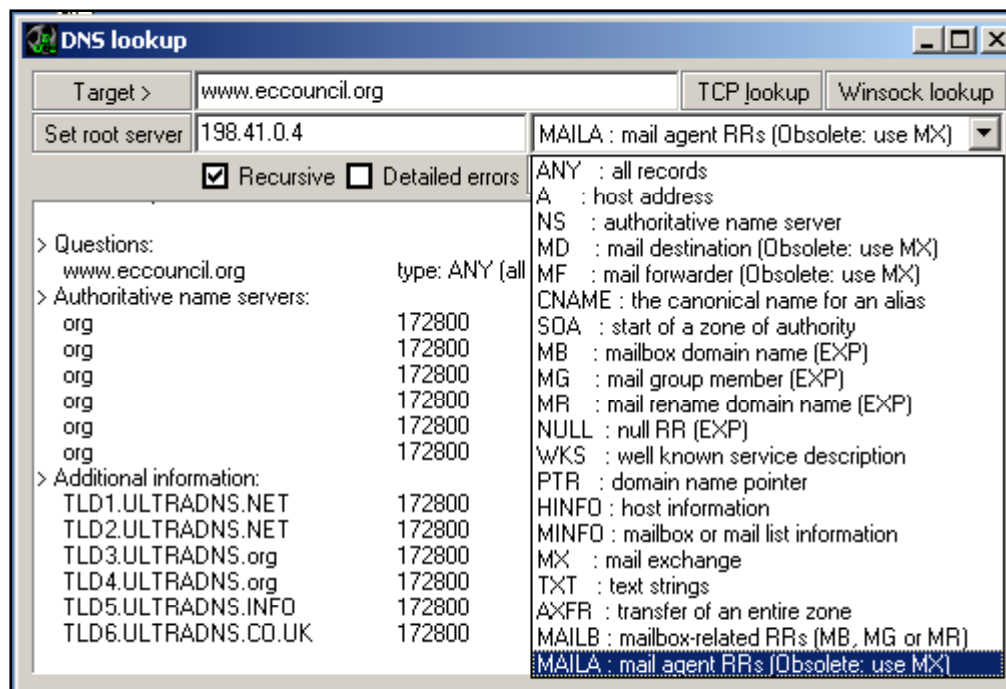 DNS lookup
Target >
www.eccouncil.org
TCP lookup
Winsock lookup
Set root server
198.41.0.4
MAILA : mail agent RRs (Obsolete: use MX)
Recursive
Detailed errors
> Questions:
www.eccouncil.org type: ANY (all
> Authoritative name servers:
org 172800
org 172800
org 172800
org 172800
org 172800
org 172800
> Additional information:
TLD1.ULTRADNS.NET 172800
TLD2.ULTRADNS.NET 172800
TLD3.ULTRADNS.org 172800
TLD4.ULTRADNS.org 172800
TLD5.ULTRADNS.INFO 172800
TLD6.ULTRADNS.CO.UK 172800
ANY : all records
A : host address
NS : authoritative name server
MD : mail destination (Obsolete: use MX)
MF : mail forwarder (Obsolete: use MX)
CNAME : the canonical name for an alias
SOA : start of a zone of authority
MB : mailbox domain name (EXP)
MG : mail group member (EXP)
MR : mail rename domain name (EXP)
NULL : null RR (EXP)
WKS : well known service description
PTR : domain name pointer
HINFO : host information
MINFO : mailbox or mail list information
MX : mail exchange
TXT : text strings
AXFR : transfer of an entire zone
MAILB : mailbox-related RRs (MB, MG or MR)
MAILA : mail agent RRs (Obsolete: use MX)